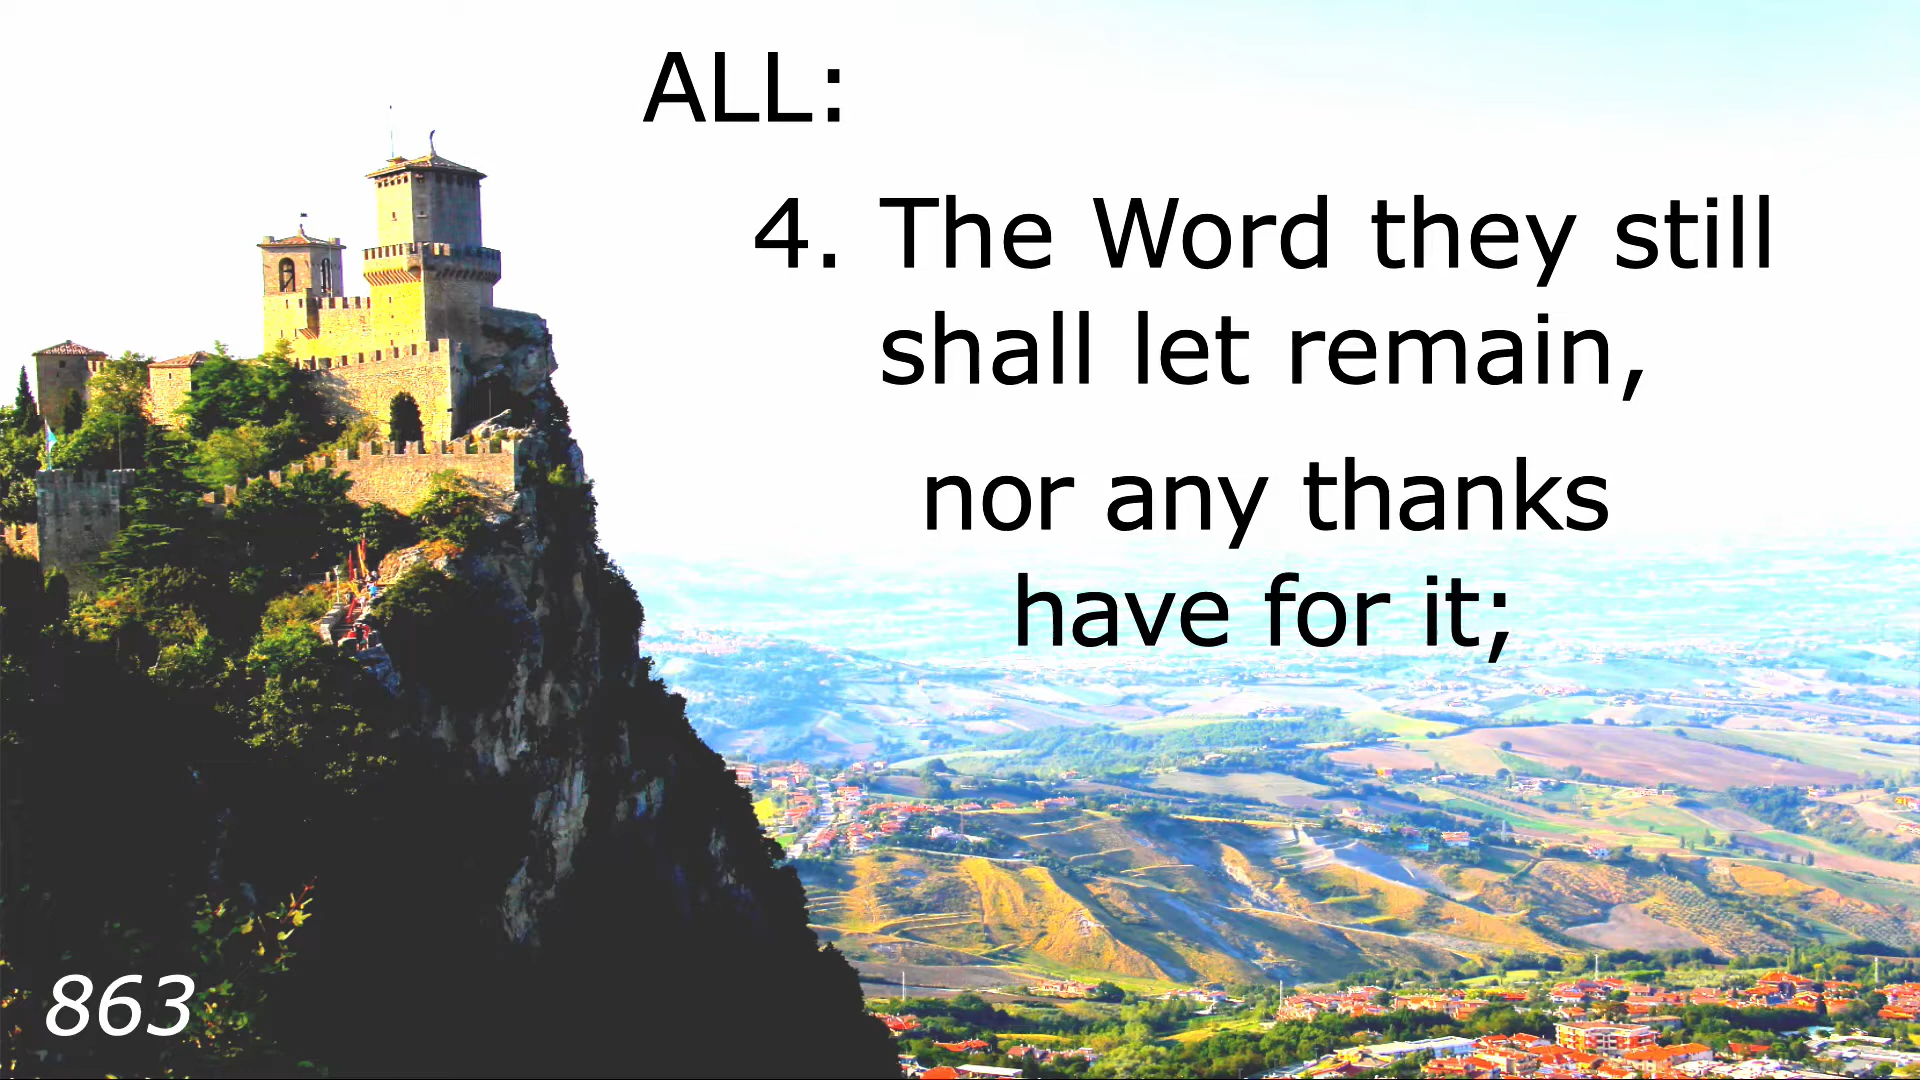 ALL:
4. The Word they still
shall let remain,
nor any thanks
have for it;
863